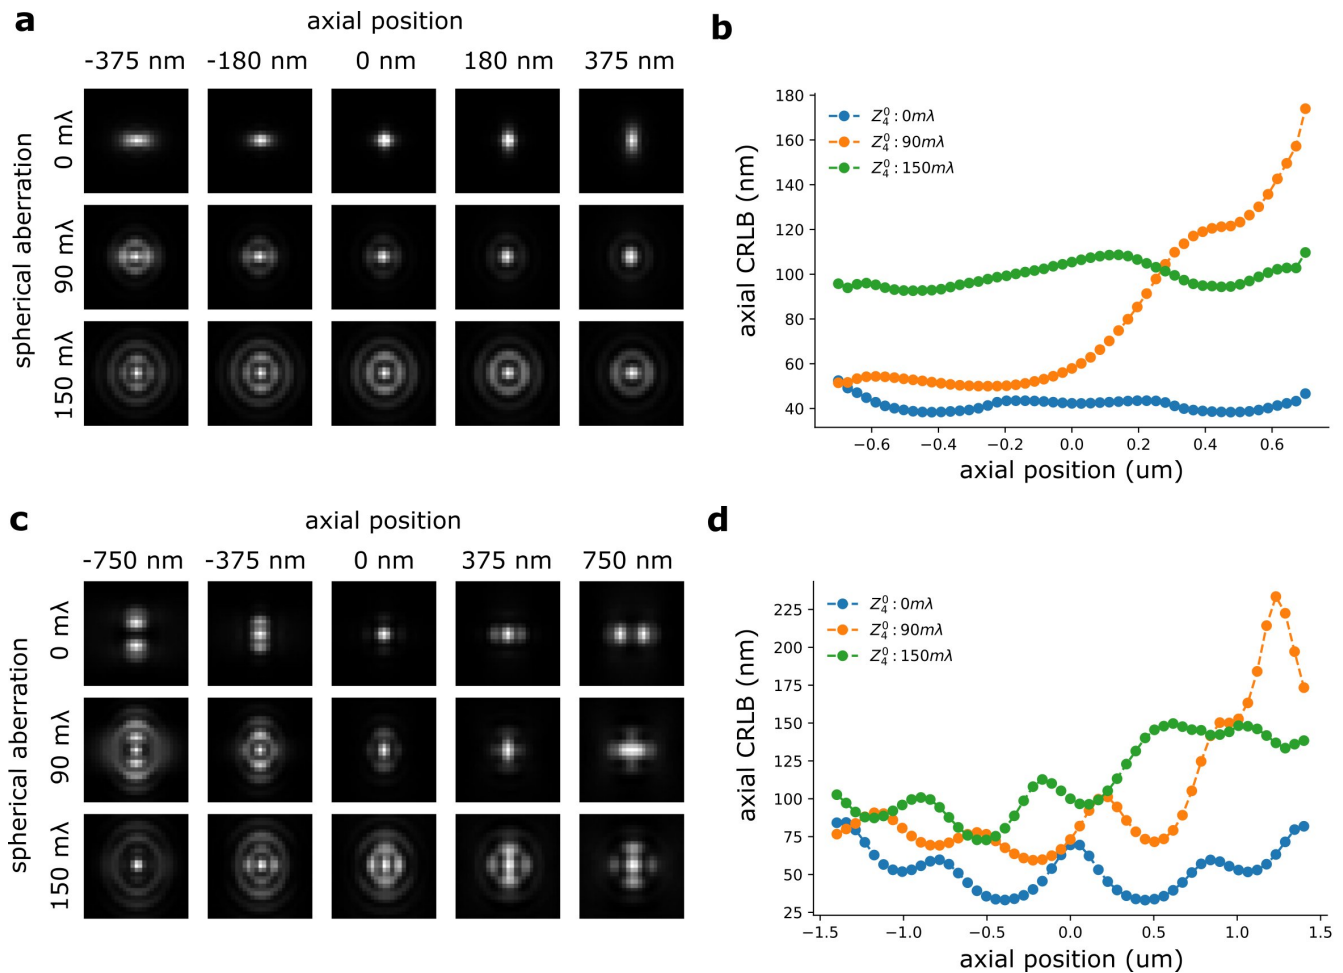 a
axial position
-375 nm -180 nm 0 nm 180 nm 375 nm
spherical aberration
0 mλ
90 mλ
150 mλ
b
axial CRLB (nm)
180
160
140
120
100
80
60
40
Z₄⁰ : 0mλ
Z₄⁰ : 90mλ
Z₄⁰ : 150mλ
−0.6 −0.4 −0.2 0.0 0.2 0.4 0.6
axial position (um)
c
axial position
-750 nm -375 nm 0 nm 375 nm 750 nm
spherical aberration
0 mλ
90 mλ
150 mλ
d
axial CRLB (nm)
225
200
175
150
125
100
75
50
25
Z₄⁰ : 0mλ
Z₄⁰ : 90mλ
Z₄⁰ : 150mλ
−1.5 −1.0 −0.5 0.0 0.5 1.0 1.5
axial position (um)